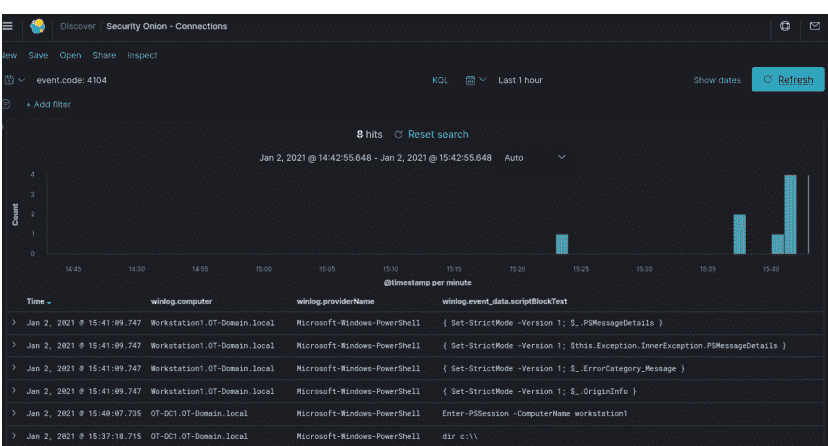 Discover / Security Onion - Connections
New Save Open Share Inspect
event.code: 4104 KQL Last 1 hour Show dates Refresh
+ Add filter
8 hits Reset search
Jan 2, 2021 @ 14:42:55.648 - Jan 2, 2021 @ 15:42:55.648 Auto
4
3
2
1
0
Count
14:45 14:50 14:55 15:00 15:05 15:10 15:15 15:20 15:25 15:30 15:35 15:40
@timestamp per minute
Time winlog.computer winlog.providerName winlog.event_data.scriptBlockText
> Jan 2, 2021 @ 15:41:09.747 Workstation1.OT-Domain.local Microsoft-Windows-PowerShell { Set-StrictMode -Version 1; $_.PSMessageDetails }
> Jan 2, 2021 @ 15:41:09.747 Workstation1.OT-Domain.local Microsoft-Windows-PowerShell { Set-StrictMode -Version 1; $this.Exception.InnerException.PSMessageDetails }
> Jan 2, 2021 @ 15:41:09.747 Workstation1.OT-Domain.local Microsoft-Windows-PowerShell { Set-StrictMode -Version 1; $_.ErrorCategory_Message }
> Jan 2, 2021 @ 15:41:09.747 Workstation1.OT-Domain.local Microsoft-Windows-PowerShell { Set-StrictMode -Version 1; $_.OriginInfo }
> Jan 2, 2021 @ 15:40:07.735 OT-DC1.OT-Domain.local Microsoft-Windows-PowerShell Enter-PSSession -ComputerName workstation1
> Jan 2, 2021 @ 15:37:18.715 OT-DC1.OT-Domain.local Microsoft-Windows-PowerShell dir c:\\